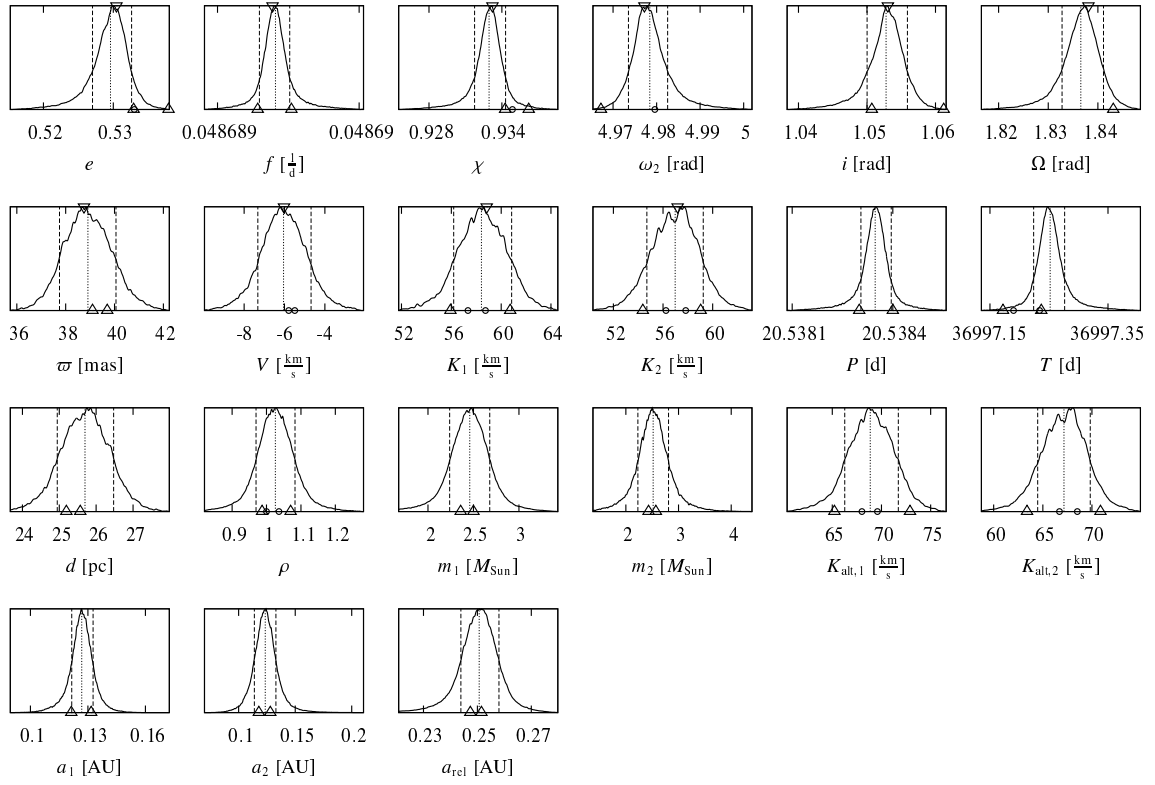 0.52 0.53 0.048689 0.04869 0.928 0.934 4.97 4.98 4.99 5 1.04 1.05 1.06 1.82 1.83 1.84
e f [1/d] χ ω2 [rad] i [rad] Ω [rad]
36 38 40 42 -8 -6 -4 52 56 60 64 52 56 60 20.5381 20.5384 36997.15 36997.35
ϖ [mas] V [km/s] K1 [km/s] K2 [km/s] P [d] T [d]
24 25 26 27 0.9 1 1.1 1.2 2 2.5 3 2 3 4 65 70 75 60 65 70
d [pc] ρ m1 [MSun] m2 [MSun] Kalt,1 [km/s] Kalt,2 [km/s]
0.1 0.13 0.16 0.1 0.15 0.2 0.23 0.25 0.27
a1 [AU] a2 [AU] arel [AU]